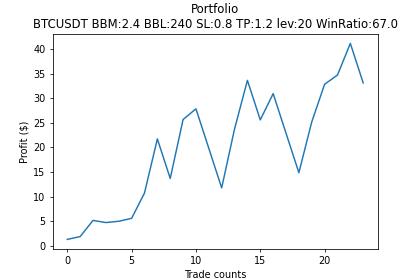 Portfolio
BTCUSDT BBM:2.4 BBL:240 SL:0.8 TP:1.2 lev:20 WinRatio:67.0
40
35
30
25
20
15
10
5
0
Profit ($)
0 5 10 15 20
Trade counts